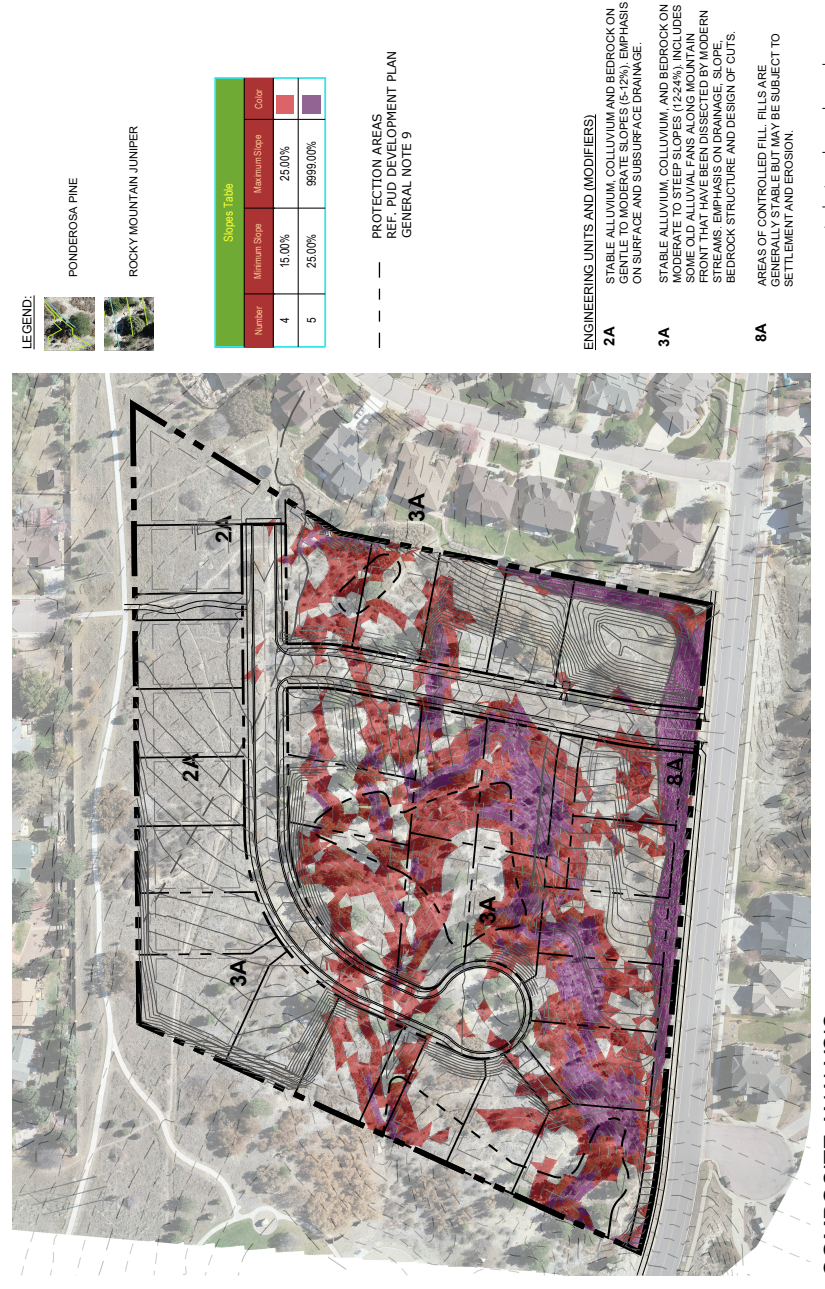 LEGEND:
PONDEROSA PINE
ROCKY MOUNTAIN JUNIPER
Slopes Table
Number Minimum Slope Maximum Slope Color
4 15.00% 25.00%
5 25.00% 9999.00%
PROTECTION AREAS
REF. PUD DEVELOPMENT PLAN
GENERAL NOTE 9
ENGINEERING UNITS AND (MODIFIERS)
2A
STABLE ALLUVIUM, COLLUVIUM AND BEDROCK ON
GENTLE TO MODERATE SLOPES (5-12%). EMPHASIS
ON SURFACE AND SUBSURFACE DRAINAGE.
3A
STABLE ALLUVIUM, COLLUVIUM, AND BEDROCK ON
MODERATE TO STEEP SLOPES (12-24%). INCLUDES
SOME OLD ALLUVIAL FANS ALONG MOUNTAIN
FRONT THAT HAVE BEEN DISSECTED BY MODERN
STREAMS. EMPHASIS ON DRAINAGE, SLOPE,
BEDROCK STRUCTURE AND DESIGN OF CUTS.
8A
AREAS OF CONTROLLED FILL. FILLS ARE
GENERALLY STABLE BUT MAY BE SUBJECT TO
SETTLEMENT AND EROSION.
2A
3A
2A
3A
3A
8A